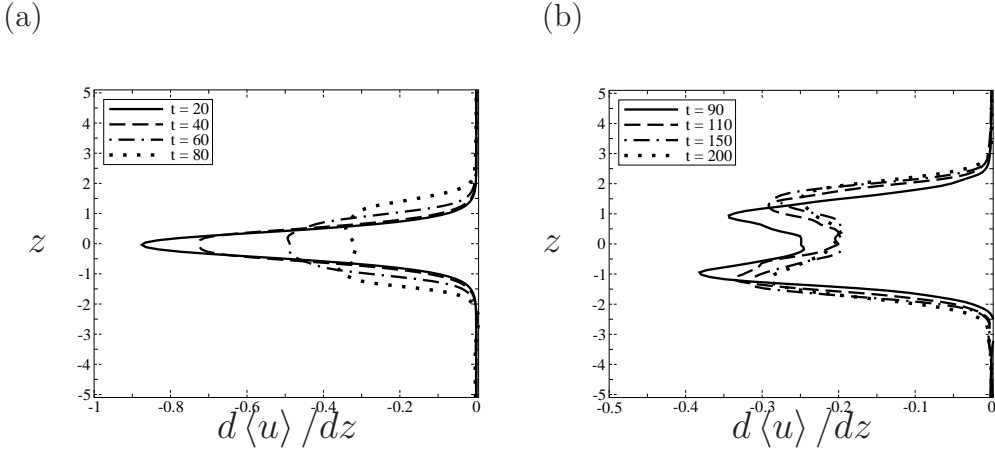 (a)
(b)
t = 20
t = 40
t = 60
t = 80
5
4
3
2
1
0
-1
-2
-3
-4
-5
z
-1
-0.8
-0.6
-0.4
-0.2
0
d ⟨u⟩ /dz
t = 90
t = 110
t = 150
t = 200
5
4
3
2
1
0
-1
-2
-3
-4
-5
z
-0.5
-0.4
-0.3
-0.2
-0.1
0
d ⟨u⟩ /dz